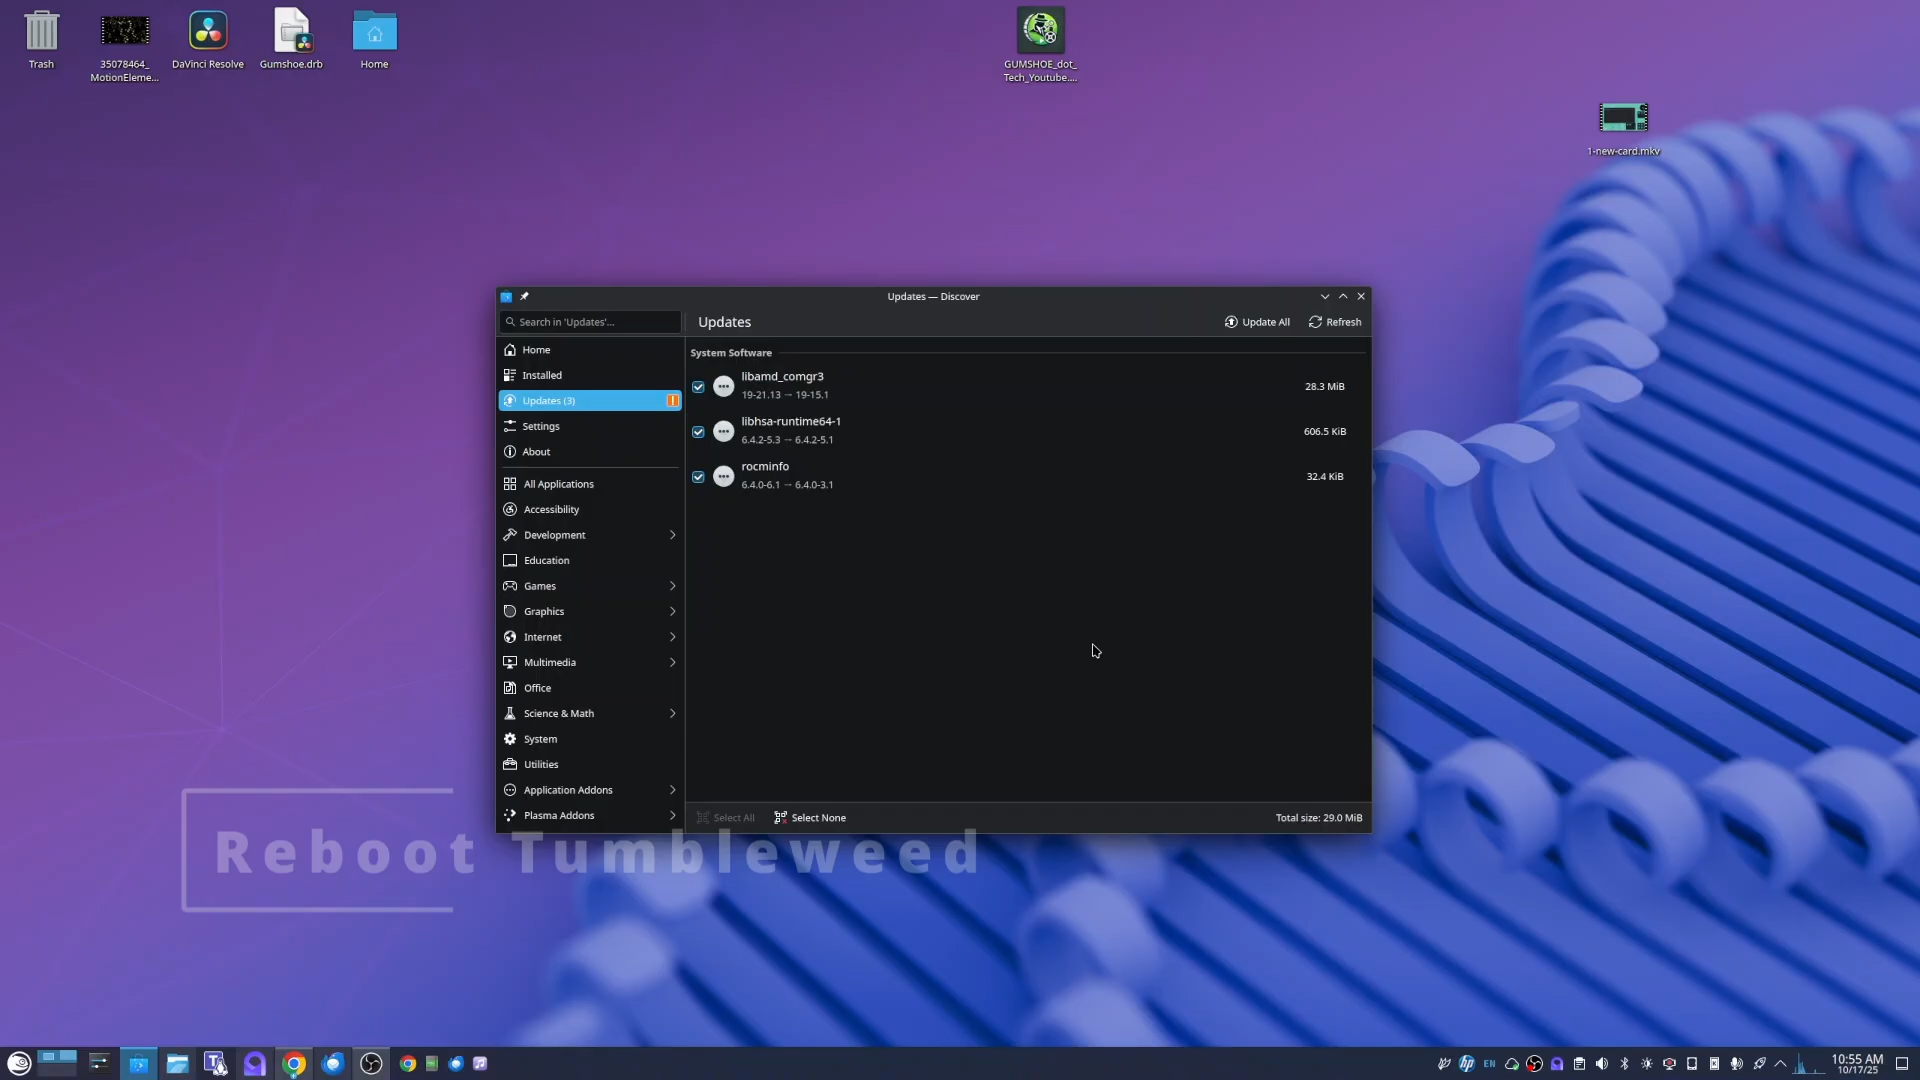 Trash
35078464_
MotionEleme...
DaVinci Resolve
Gumshoe.drb
Home
GUMSHOE_dot_
Tech_Youtube....
1-new-card.mkv
Updates — Discover
Search in 'Updates'...
Updates
Update All
Refresh
Home
Installed
Updates (3)
Settings
About
All Applications
Accessibility
Development
Education
Games
Graphics
Internet
Multimedia
Office
Science & Math
System
Utilities
Application Addons
Plasma Addons
System Software
libamd_comgr3
19-21.13 → 19-15.1
28.3 MiB
libhsa-runtime64-1
6.4.2-5.3 → 6.4.2-5.1
606.5 KiB
rocminfo
6.4.0-6.1 → 6.4.0-3.1
32.4 KiB
Select All
Select None
Total size: 29.0 MiB
Reboot Tumbleweed
EN
10:55 AM
10/17/25